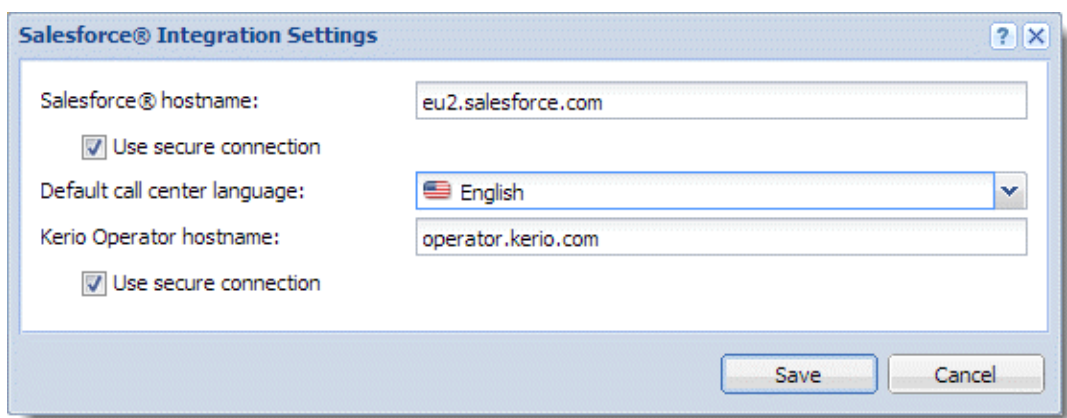 Salesforce® Integration Settings
Salesforce® hostname: eu2.salesforce.com
Use secure connection
Default call center language: English
Kerio Operator hostname: operator.kerio.com
Use secure connection
Save Cancel